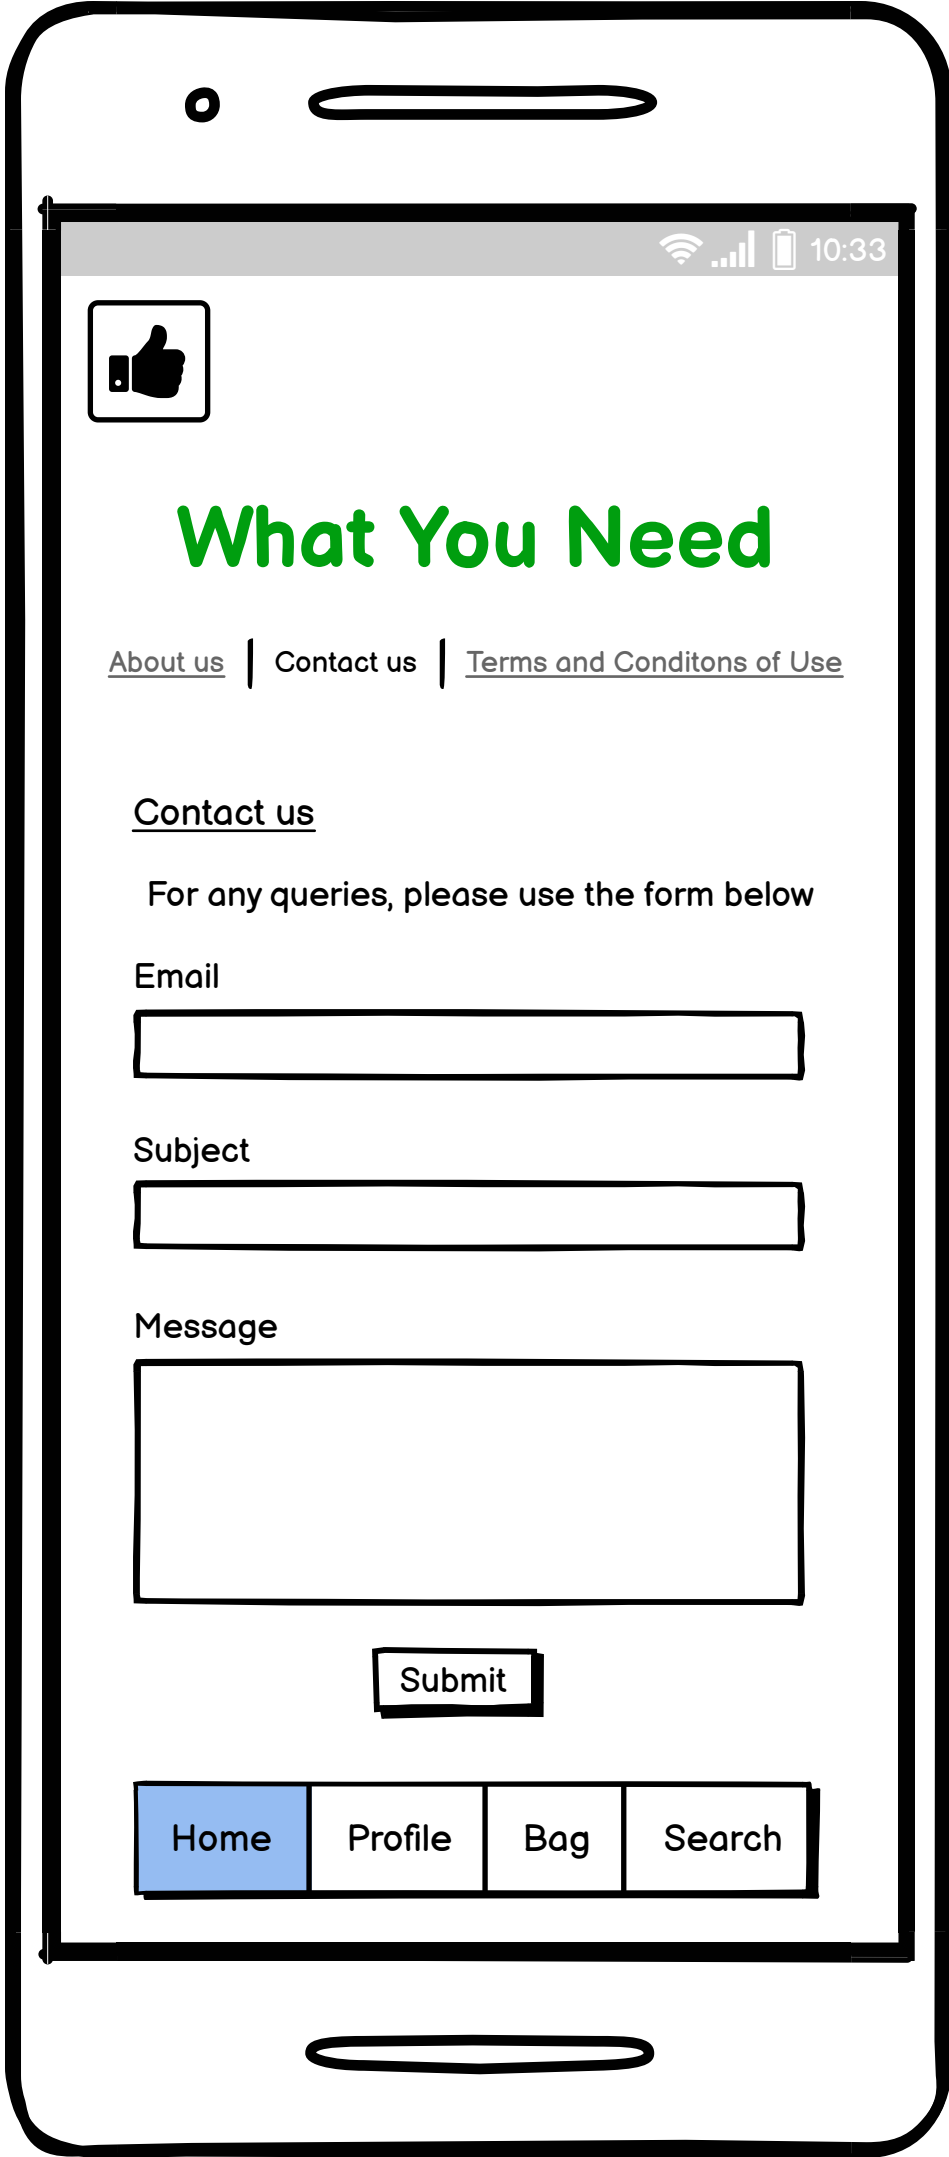 10:33
What You Need
About us | Contact us | Terms and Conditons of Use
Contact us
For any queries, please use the form below
Email
Subject
Message
Submit
Home Profile Bag Search